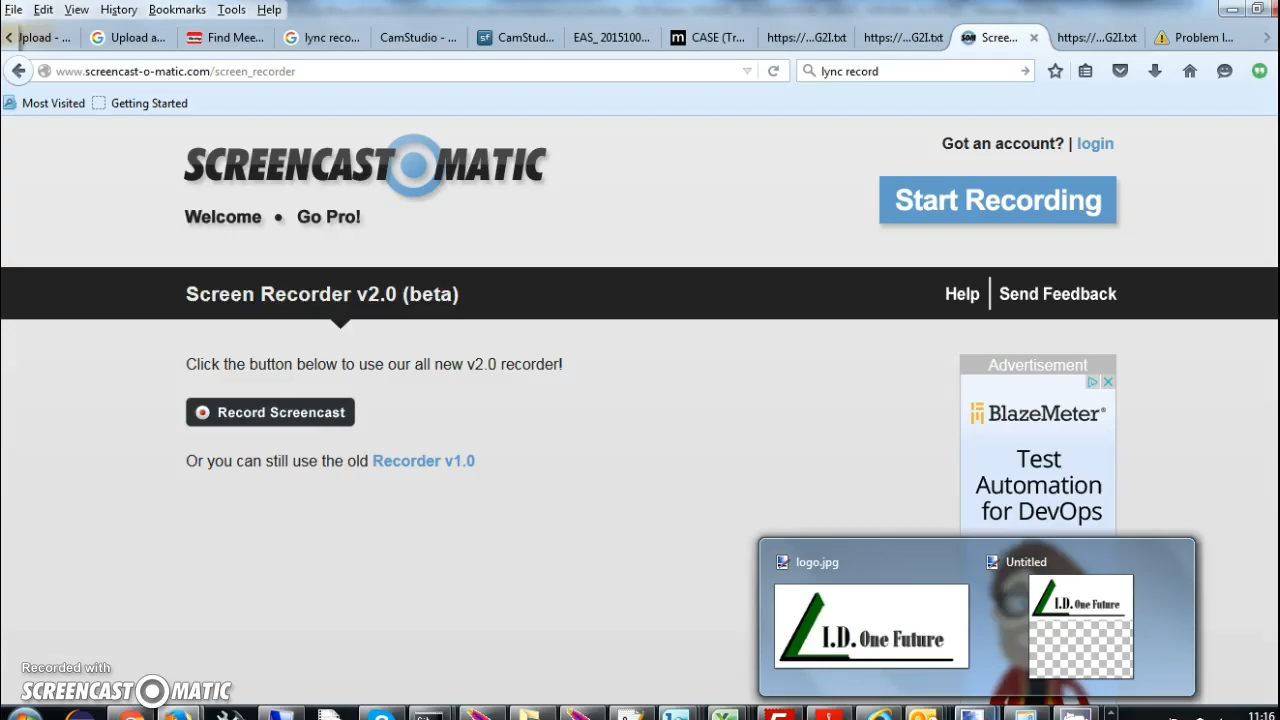 File Edit View History Bookmarks Tools Help
Ipload - ... Upload a... Find Mee... lync reco... CamStudio - ... CamStud... EAS_2015100... m CASE (Tr... https://...G2I.txt https://...G2I.txt Scree... https://...G2I.txt Problem l...
www.screencast-o-matic.com/screen_recorder lync record
Most Visited Getting Started
SCREENCAST-O-MATIC
Got an account? | login
Start Recording
Welcome • Go Pro!
Screen Recorder v2.0 (beta) Help Send Feedback
Click the button below to use our all new v2.0 recorder!
Record Screencast
Or you can still use the old Recorder v1.0
Advertisement
BlazeMeter®
Test
Automation
for DevOps
logo.jpg Untitled
I.D. One Future
I.D. One Future
Recorded with
SCREENCAST-O-MATIC
11:16